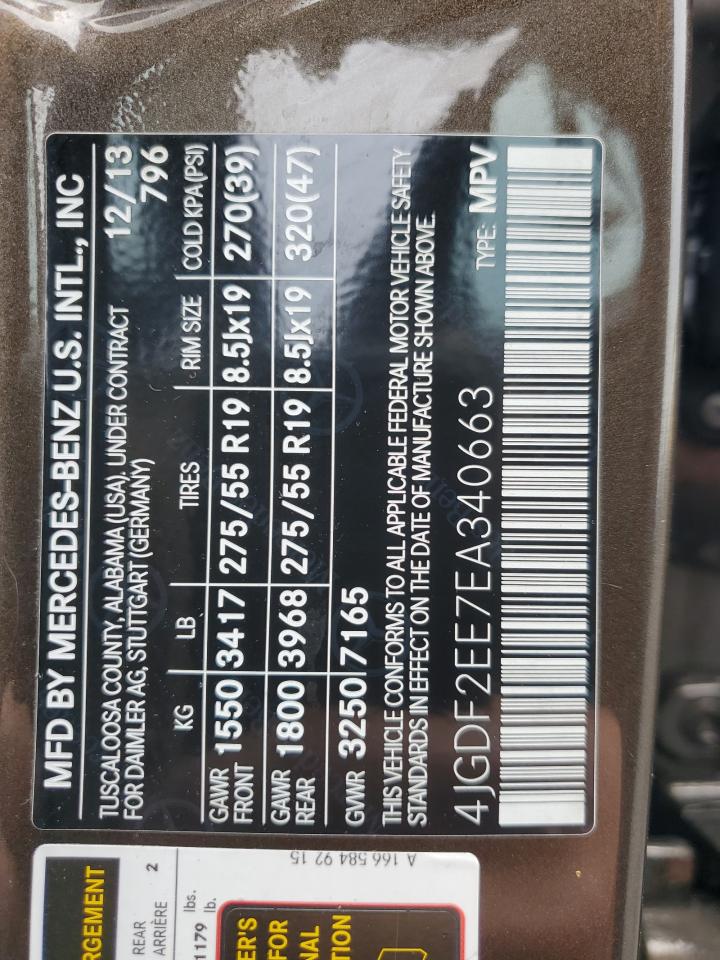 MFD BY MERCEDES-BENZ U.S. INTL., INC
TUSCALOOSA COUNTY, ALABAMA (USA), UNDER CONTRACT 12/13
FOR DAIMLER AG, STUTTGART (GERMANY) 796
KG LB TIRES RIM SIZE COLD KPA(PSI)
GAWR FRONT 1550 3417 275/55 R19 8.5Jx19 270(39)
GAWR REAR 1800 3968 275/55 R19 8.5Jx19 320(47)
GVWR 3250 7165
THIS VEHICLE CONFORMS TO ALL APPLICABLE FEDERAL MOTOR VEHICLE SAFETY
STANDARDS IN EFFECT ON THE DATE OF MANUFACTURE SHOWN ABOVE.
4JGDF2EE7EA340663 TYPE: MPV
RGEMENT
REAR 2
ARRIÈRE
lbs.
1179 lb.
A 166 584 92 15
ER'S
FOR
NAL
TION